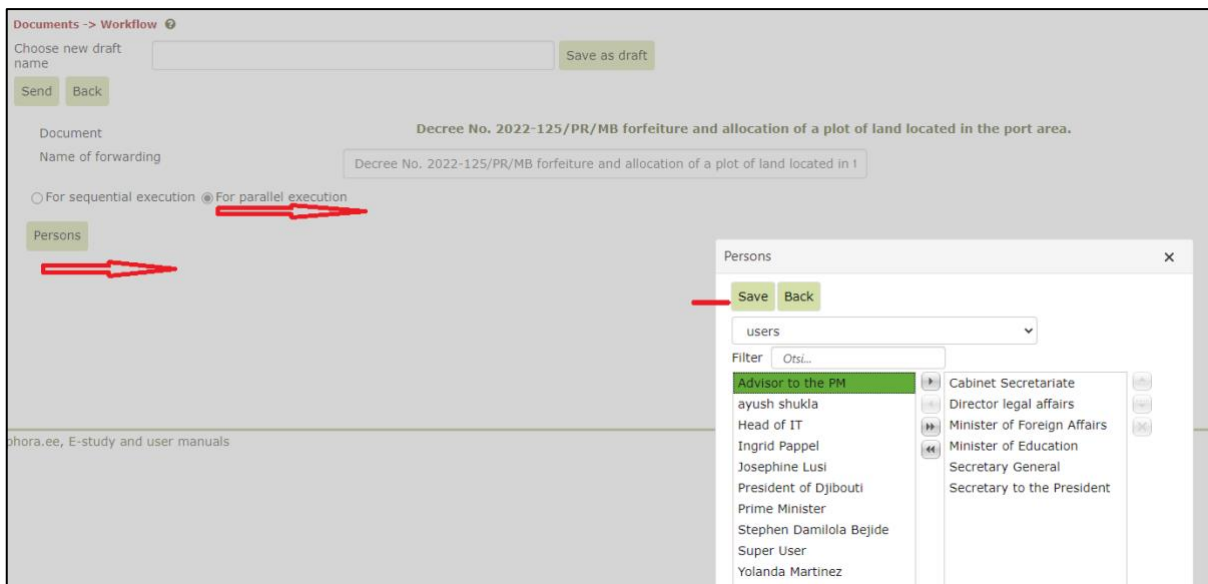 Documents -> Workflow
Choose new draft
name
Save as draft
Send Back
Document
Decree No. 2022-125/PR/MB forfeiture and allocation of a plot of land located in the port area.
Name of forwarding
Decree No. 2022-125/PR/MB forfeiture and allocation of a plot of land located in t
For sequential execution For parallel execution
Persons
Persons
Save Back
users
Filter Otsi...
Advisor to the PM
ayush shukla
Head of IT
Ingrid Pappel
Josephine Lusi
President of Djibouti
Prime Minister
Stephen Damilola Bejide
Super User
Yolanda Martinez
Cabinet Secretariate
Director legal affairs
Minister of Foreign Affairs
Minister of Education
Secretary General
Secretary to the President
phora.ee, E-study and user manuals